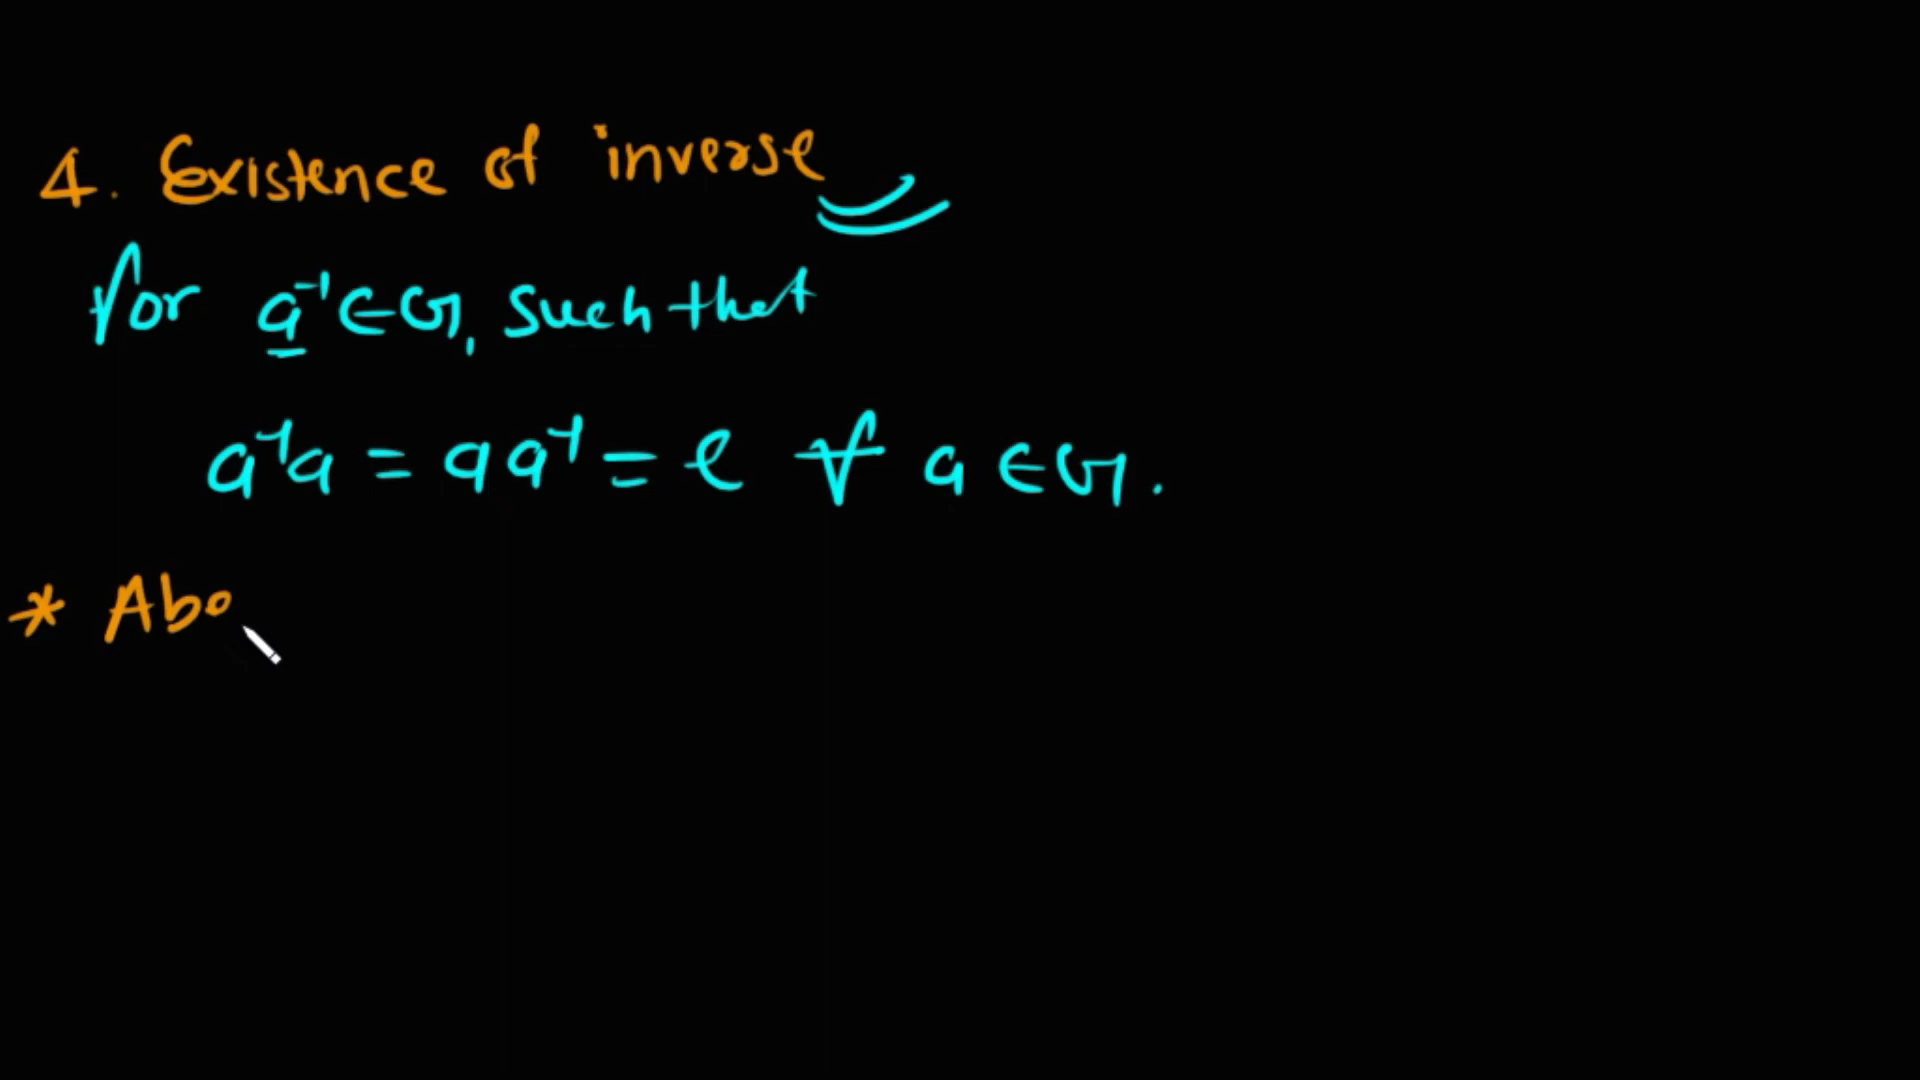 4. Existence of inverse
for a⁻¹ ∈ G, such that
a⁻¹a = aa⁻¹ = e ∀ a ∈ G.
* Abo